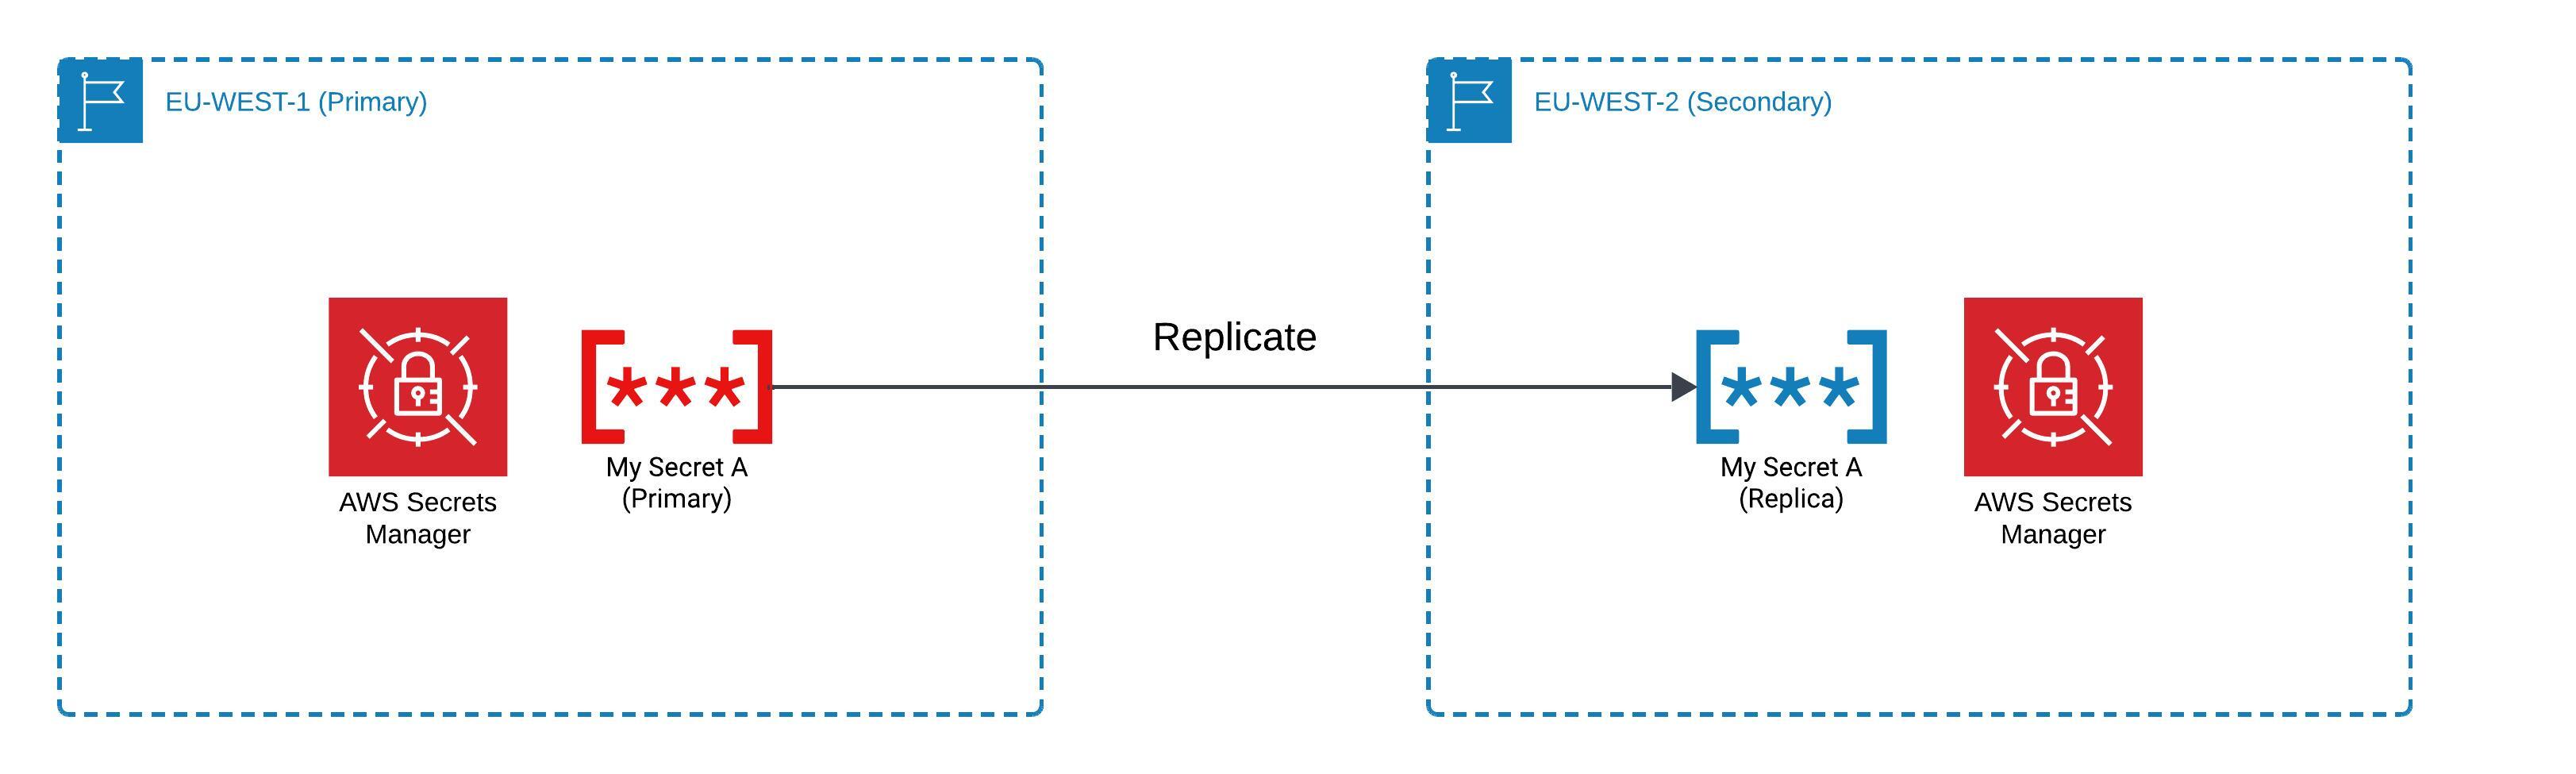 EU-WEST-1 (Primary)
EU-WEST-2 (Secondary)
Replicate
[***]
My Secret A
(Primary)
AWS Secrets
Manager
[***]
My Secret A
(Replica)
AWS Secrets
Manager